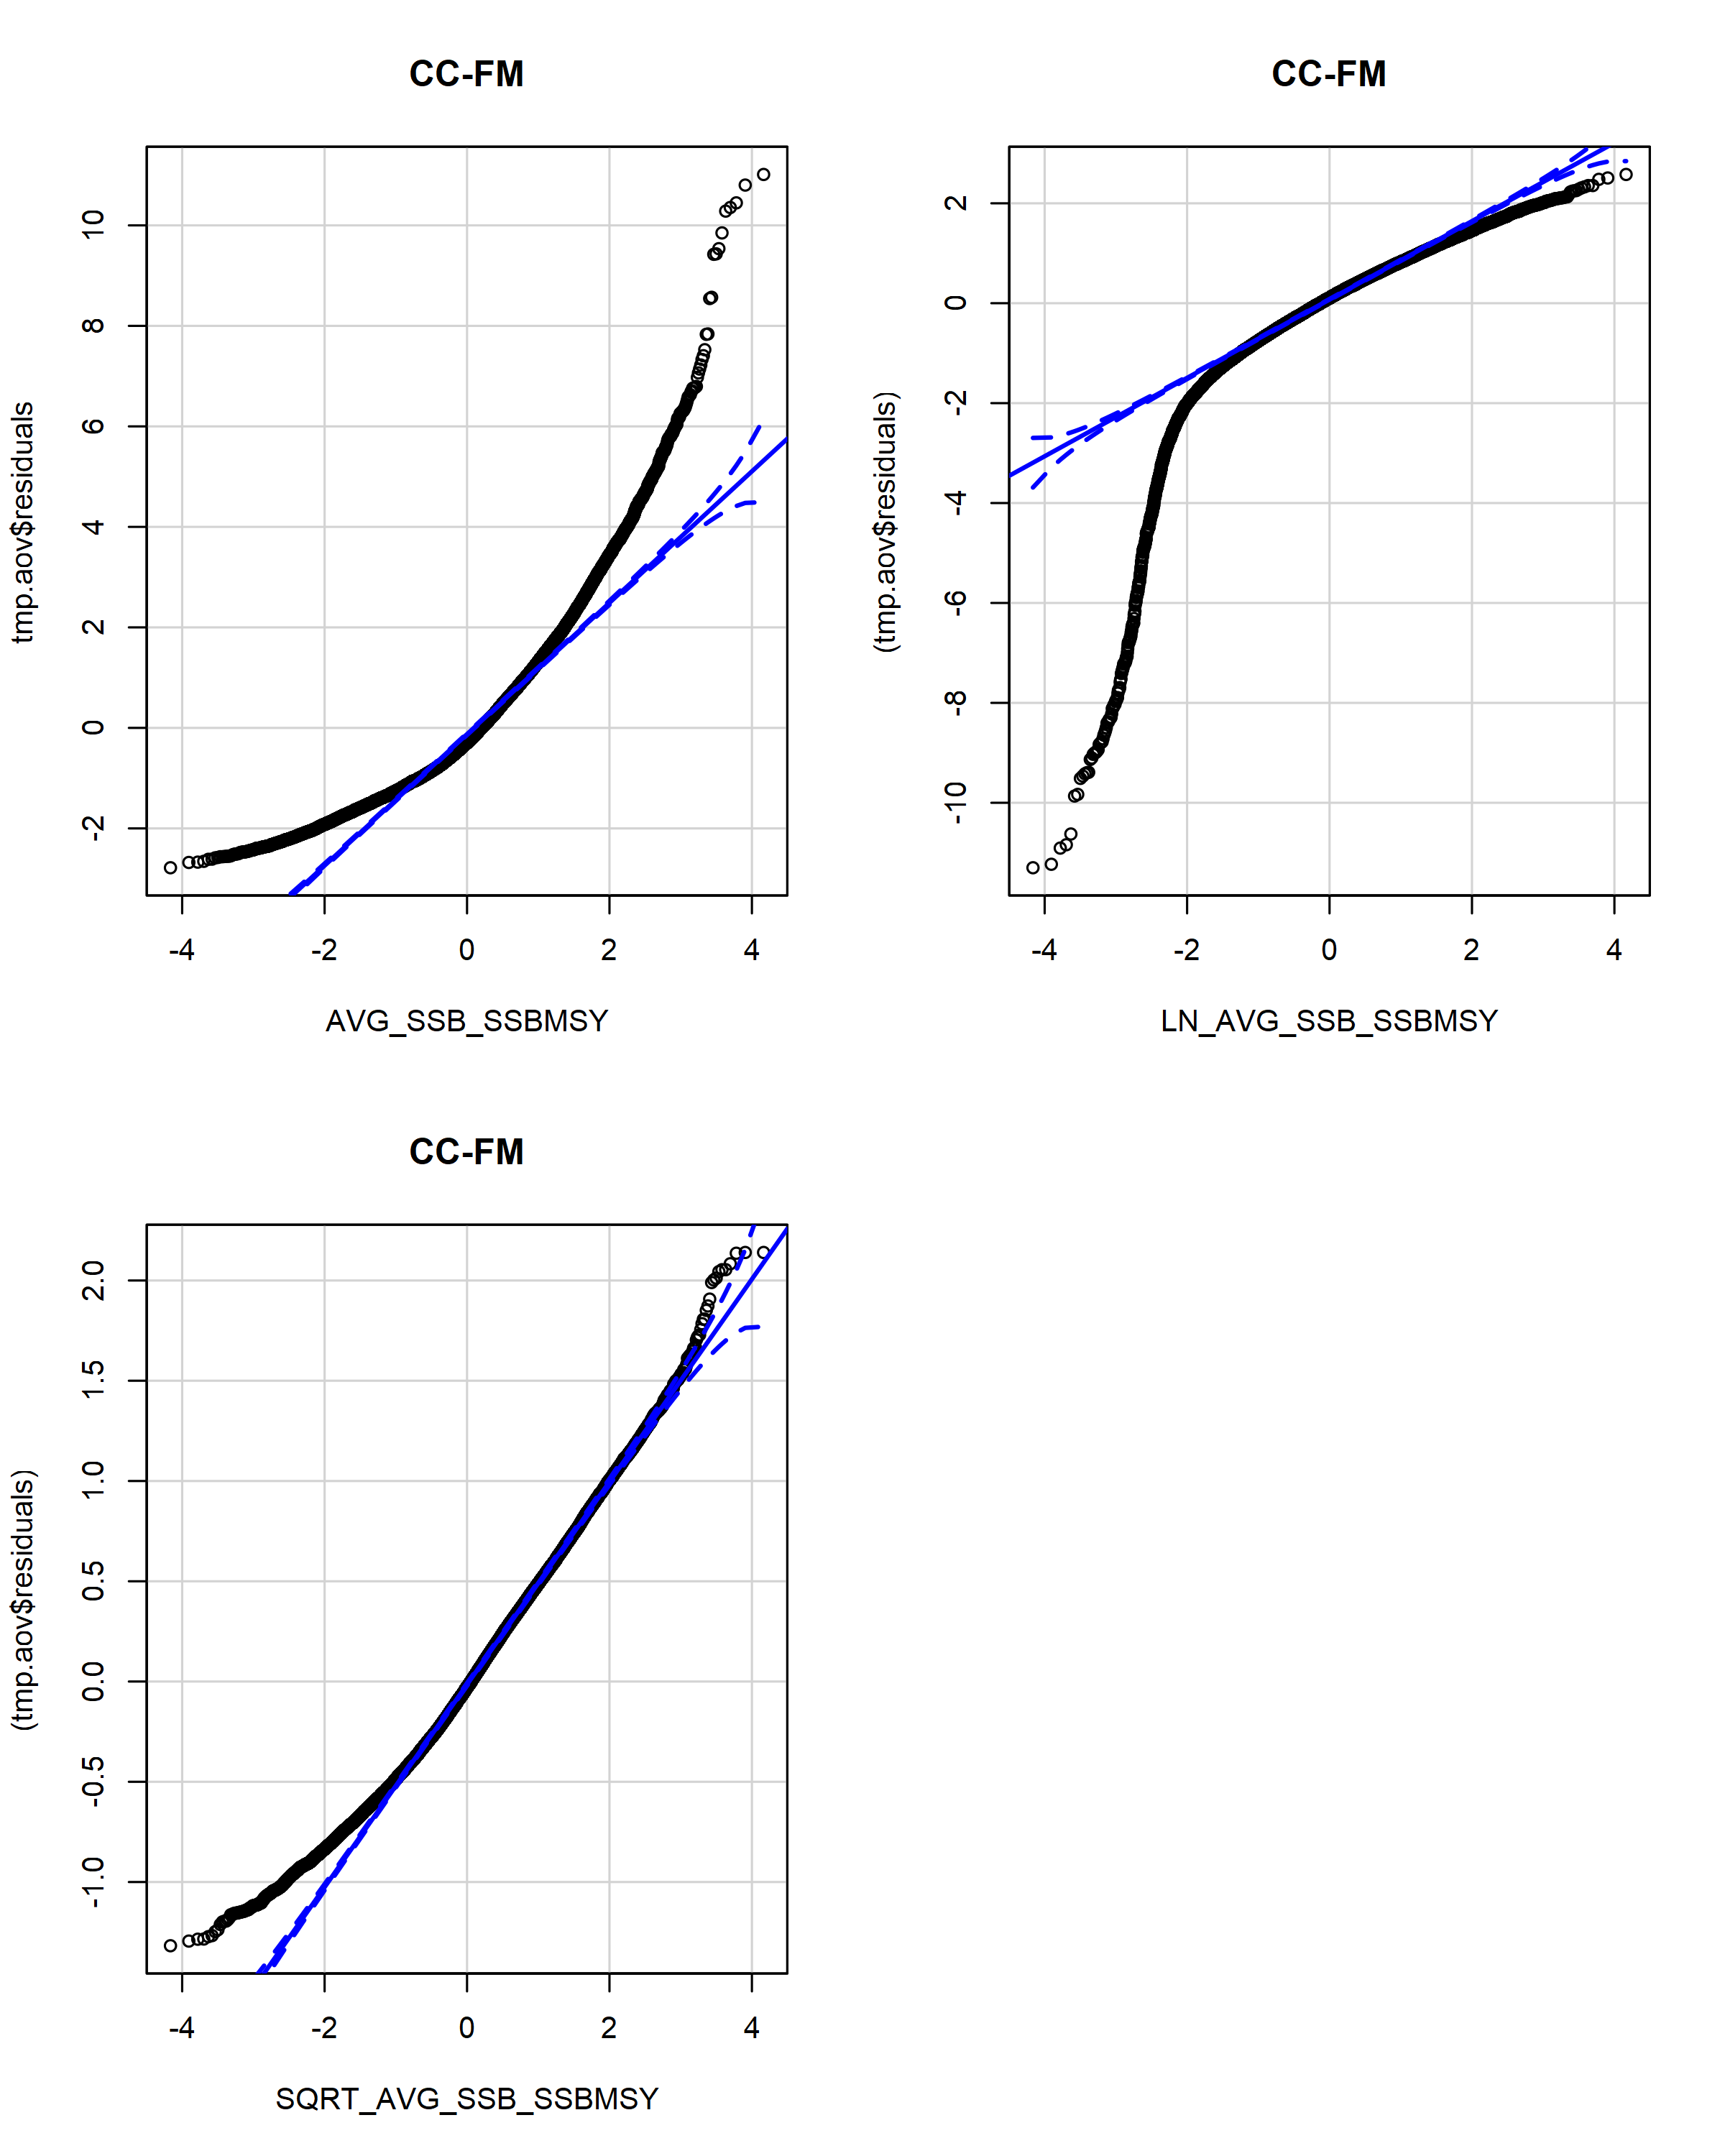 CC-FM
tmp.aov$residuals
10
8
6
4
2
0
-2
-4 -2 0 2 4
AVG_SSB_SSBMSY
CC-FM
(tmp.aov$residuals)
2
0
-2
-4
-6
-8
-10
-4 -2 0 2 4
LN_AVG_SSB_SSBMSY
CC-FM
(tmp.aov$residuals)
2.0
1.5
1.0
0.5
0.0
-0.5
-1.0
-4 -2 0 2 4
SQRT_AVG_SSB_SSBMSY